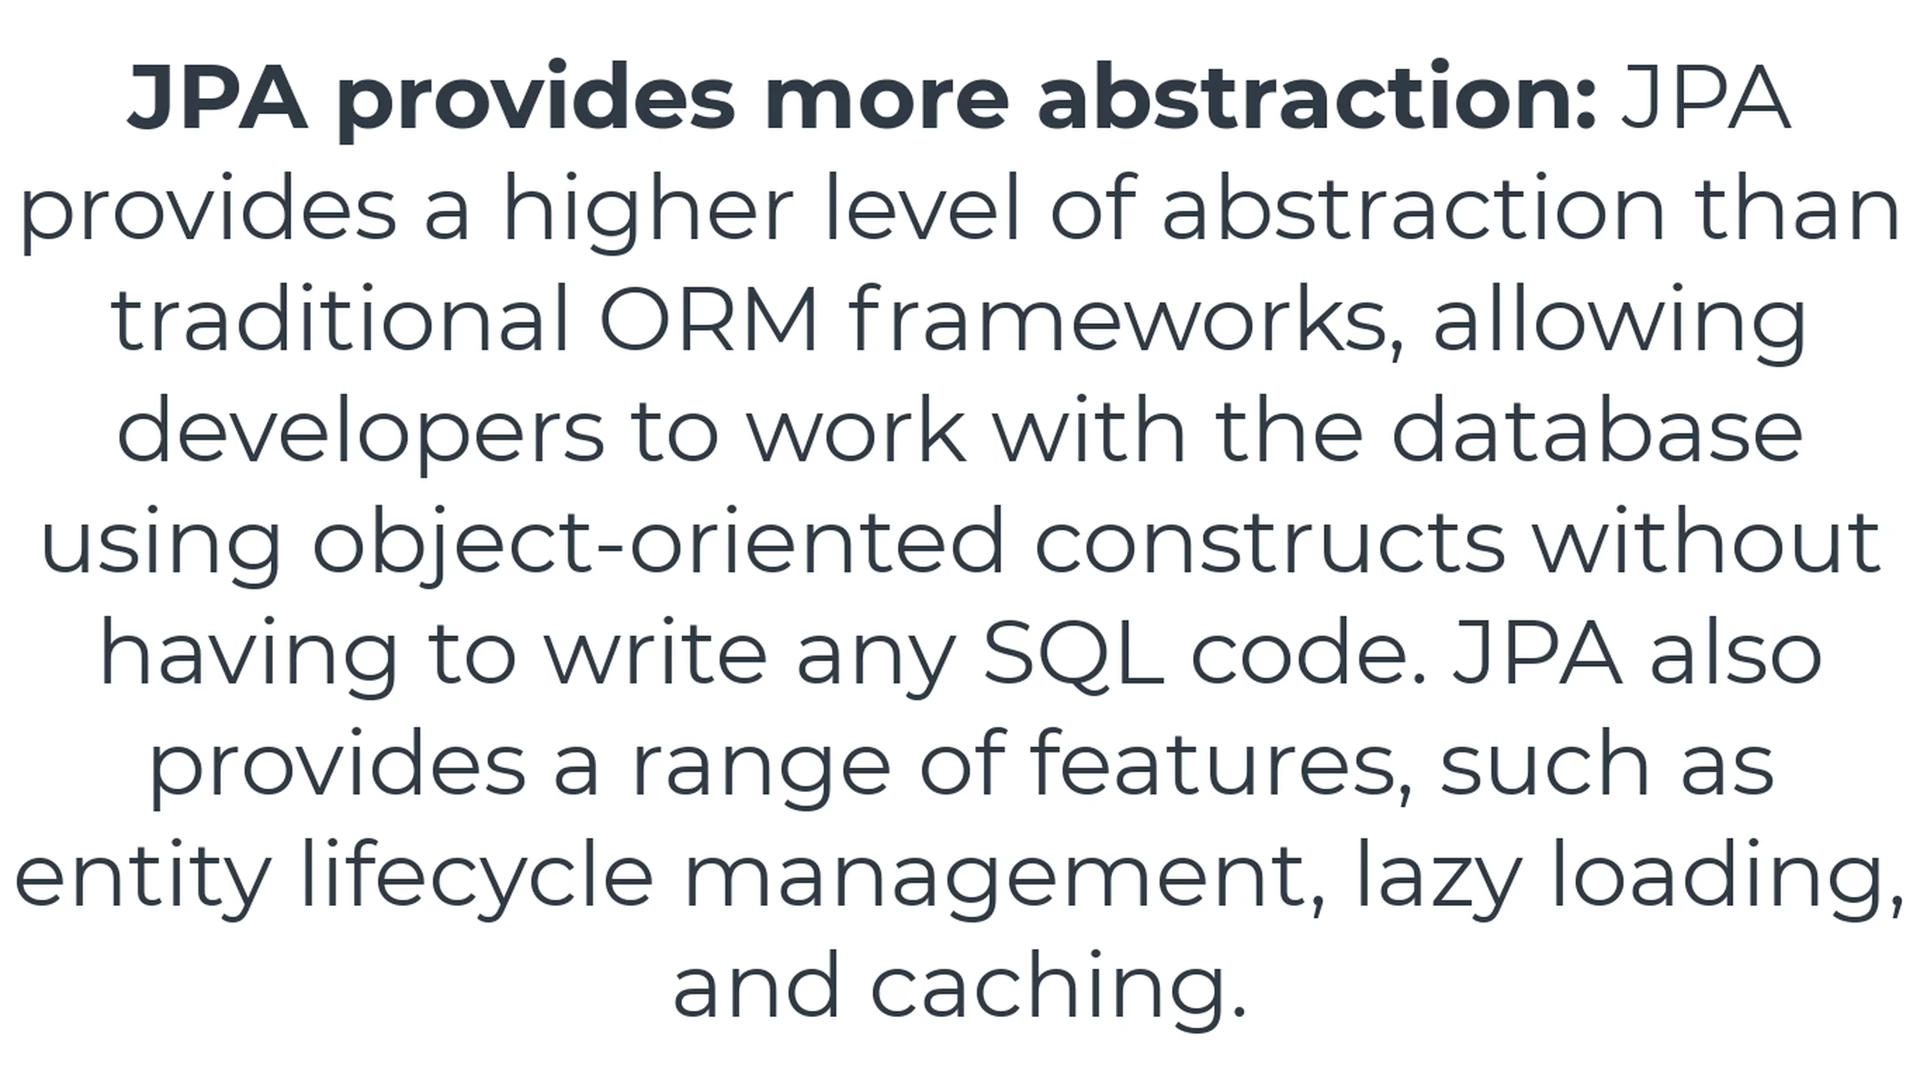 JPA provides more abstraction: JPA
provides a higher level of abstraction than
traditional ORM frameworks, allowing
developers to work with the database
using object-oriented constructs without
having to write any SQL code. JPA also
provides a range of features, such as
entity lifecycle management, lazy loading,
and caching.